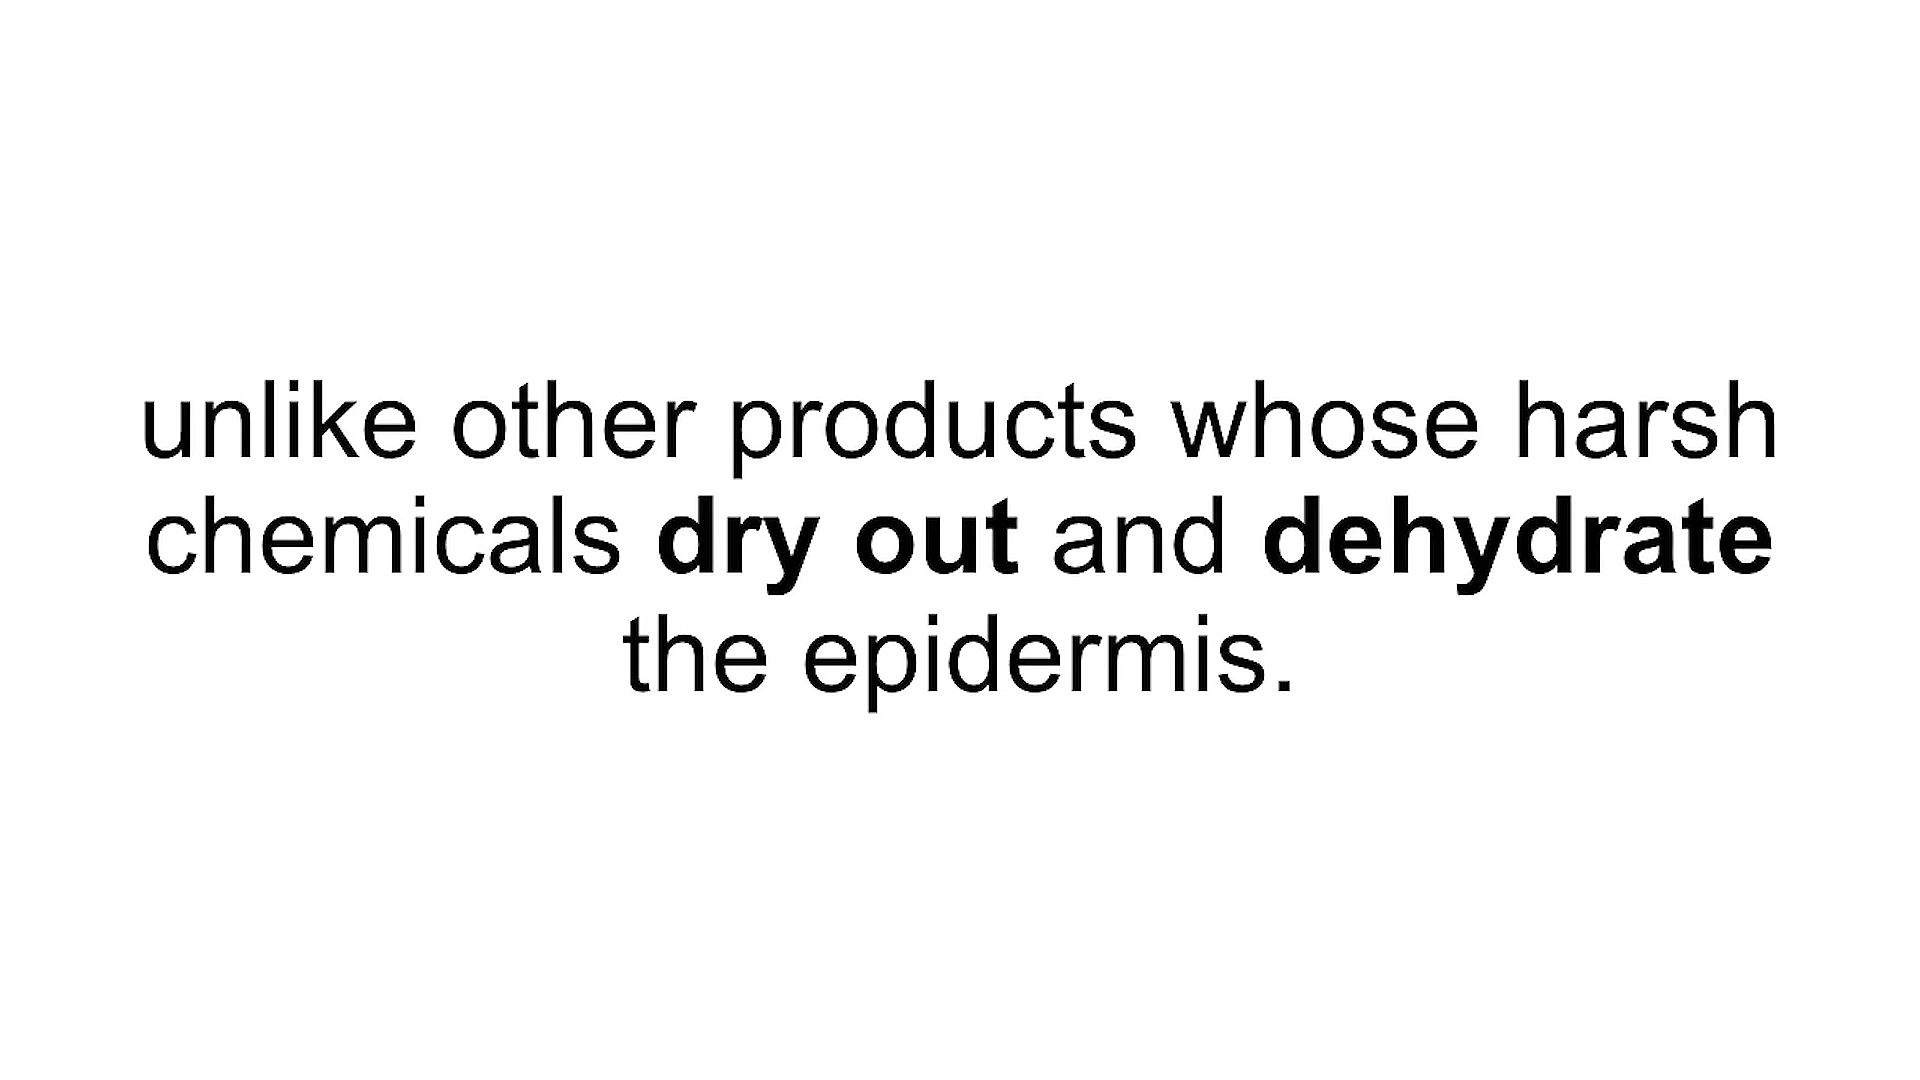 unlike other products whose harsh
chemicals dry out and dehydrate
the epidermis.